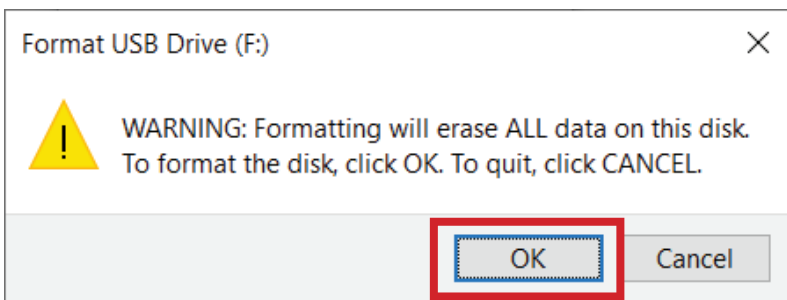 Format USB Drive (F:)
WARNING: Formatting will erase ALL data on this disk.
To format the disk, click OK. To quit, click CANCEL.
OK
Cancel